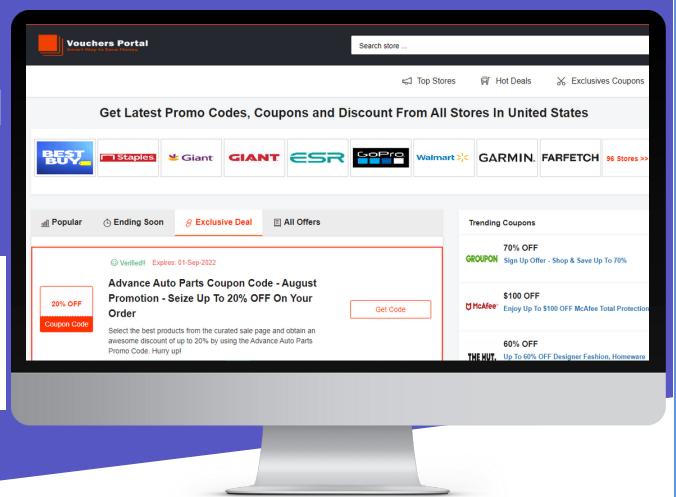 Vouchers Portal
Search store ...
Top Stores
Hot Deals
Exclusives Coupons
Get Latest Promo Codes, Coupons and Discount From All Stores In United States
BEST BUY
Staples
Giant
GIANT
ESR
GoPro
Walmart
GARMIN.
FARFETCH
96 Stores >>
Popular
Ending Soon
Exclusive Deal
All Offers
Verified!!
Expires: 01-Sep-2022
20% OFF
Coupon Code
Advance Auto Parts Coupon Code - August
Promotion - Seize Up To 20% OFF On Your
Order
Select the best products from the curated sale page and obtain an
awesome discount of up to 20% by using the Advance Auto Parts
Promo Code. Hurry up!
Get Code
Trending Coupons
GROUPON
70% OFF
Sign Up Offer - Shop & Save Up To 70%
McAfee
$100 OFF
Enjoy Up To $100 OFF McAfee Total Protection
THE HUT.
60% OFF
Up To 60% OFF Designer Fashion, Homeware